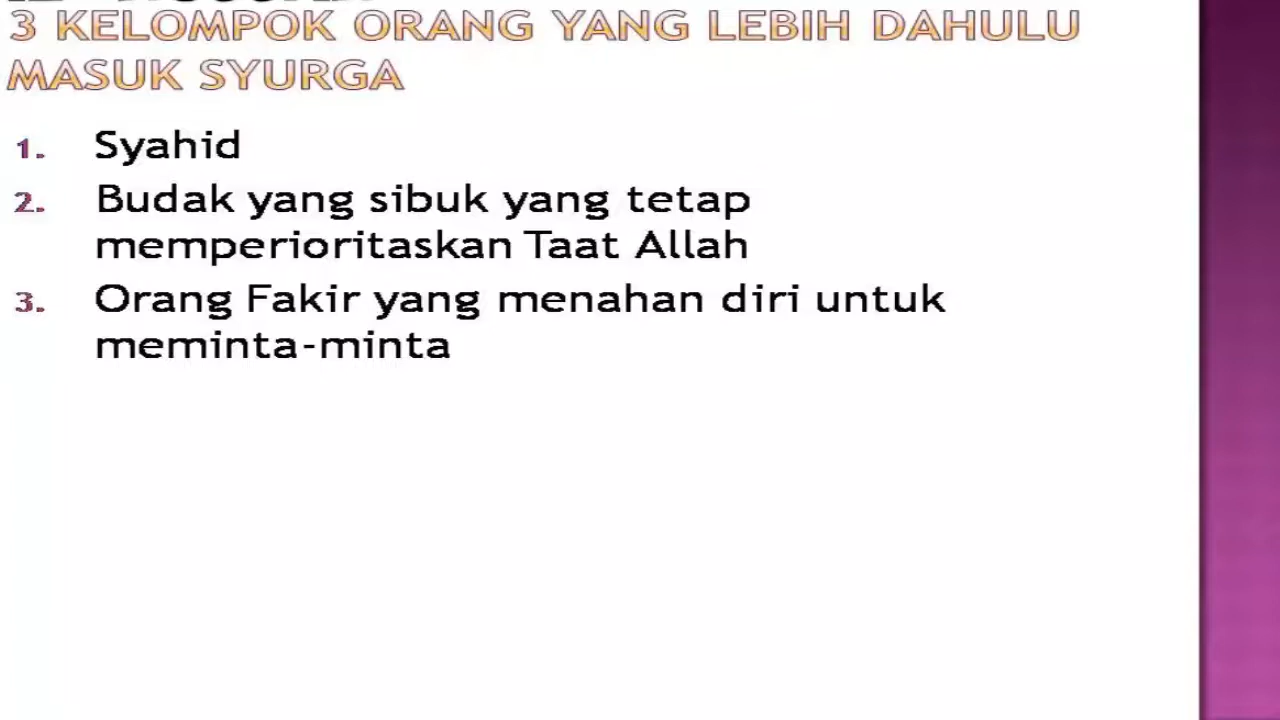 3 KELOMPOK ORANG YANG LEBIH DAHULU
MASUK SYURGA
1. Syahid
2. Budak yang sibuk yang tetap
memperioritaskan Taat Allah
3. Orang Fakir yang menahan diri untuk
meminta-minta